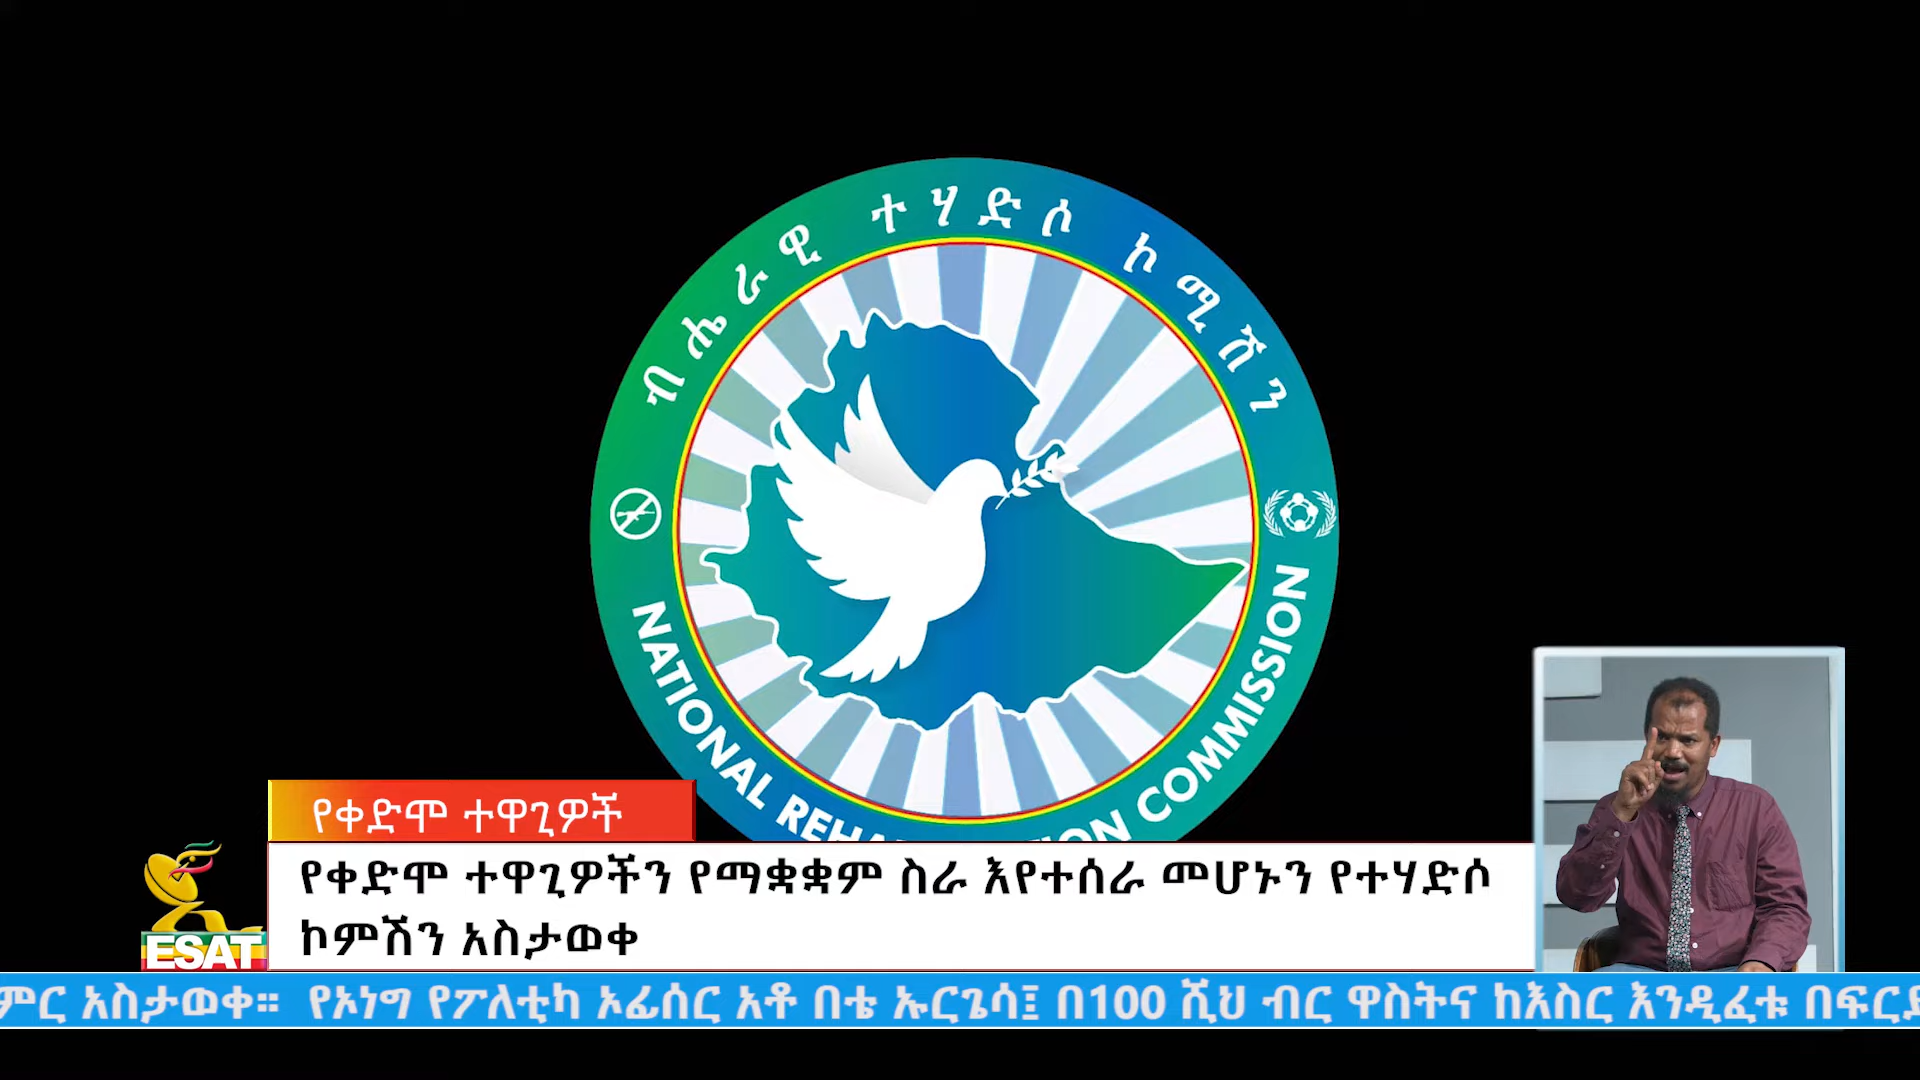 ብሔራዊ ተሃድሶ ኮሚሽን
NATIONAL COMMISSION
የቀድሞ ተዋጊዎች
የቀድሞ ተዋጊዎችን የማቋቋም ስራ እየተሰራ መሆኑን የተሃድሶ
ኮምሽን አስታወቀ
ESAT
ምር አስታወቀ። የኦነግ የፖለቲካ ኦፊሰር አቶ በቴ ኡርጌሳ፤ በ100 ሺህ ብር ዋስትና ከእስር እንዲፈቱ በፍርድ